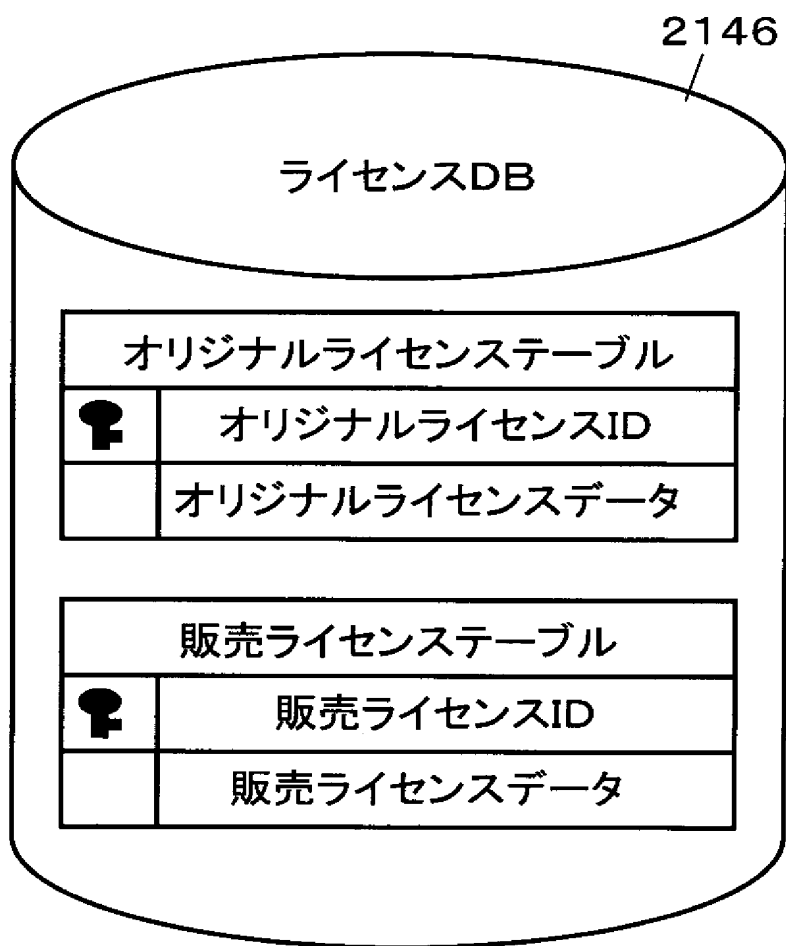 2146
ライセンスDB
オリジナルライセンステーブル
オリジナルライセンスID
オリジナルライセンスデータ
販売ライセンステーブル
販売ライセンスID
販売ライセンスデータ